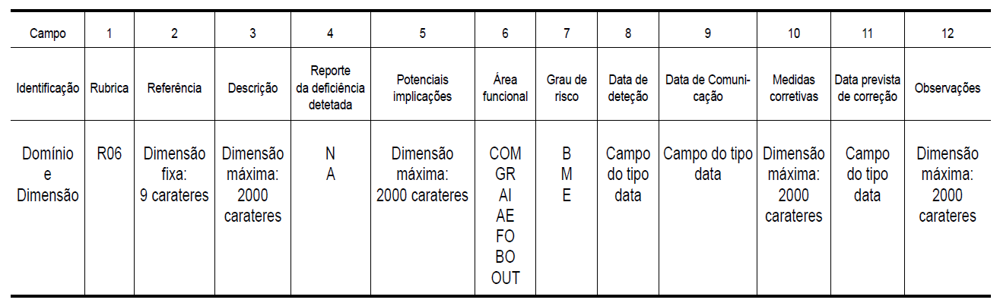 Campo 1 2 3 4 5 6 7 8 9 10 11 12
Identificação Rubrica Referência Descrição Reporte da deficiência detetada Potenciais implicações Área funcional Grau de risco Data de deteção Data de Comuni-cação Medidas corretivas Data prevista de correção Observações
Domínio e Dimensão
R06
Dimensão fixa:
9 carateres
Dimensão máxima:
2000
carateres
N
A
Dimensão máxima:
2000 carateres
COM
GR
AI
AE
FO
BO
OUT
B
M
E
Campo do tipo data
Campo do tipo data
Dimensão máxima:
2000
carateres
Campo do tipo data
Dimensão máxima:
2000
carateres